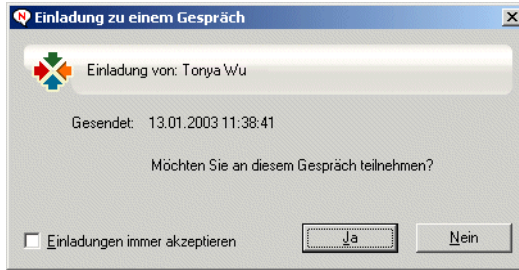 Einladung zu einem Gespräch
Einladung von: Tonya Wu
Gesendet: 13.01.2003 11:38:41
Möchten Sie an diesem Gespräch teilnehmen?
Einladungen immer akzeptieren
Ja
Nein